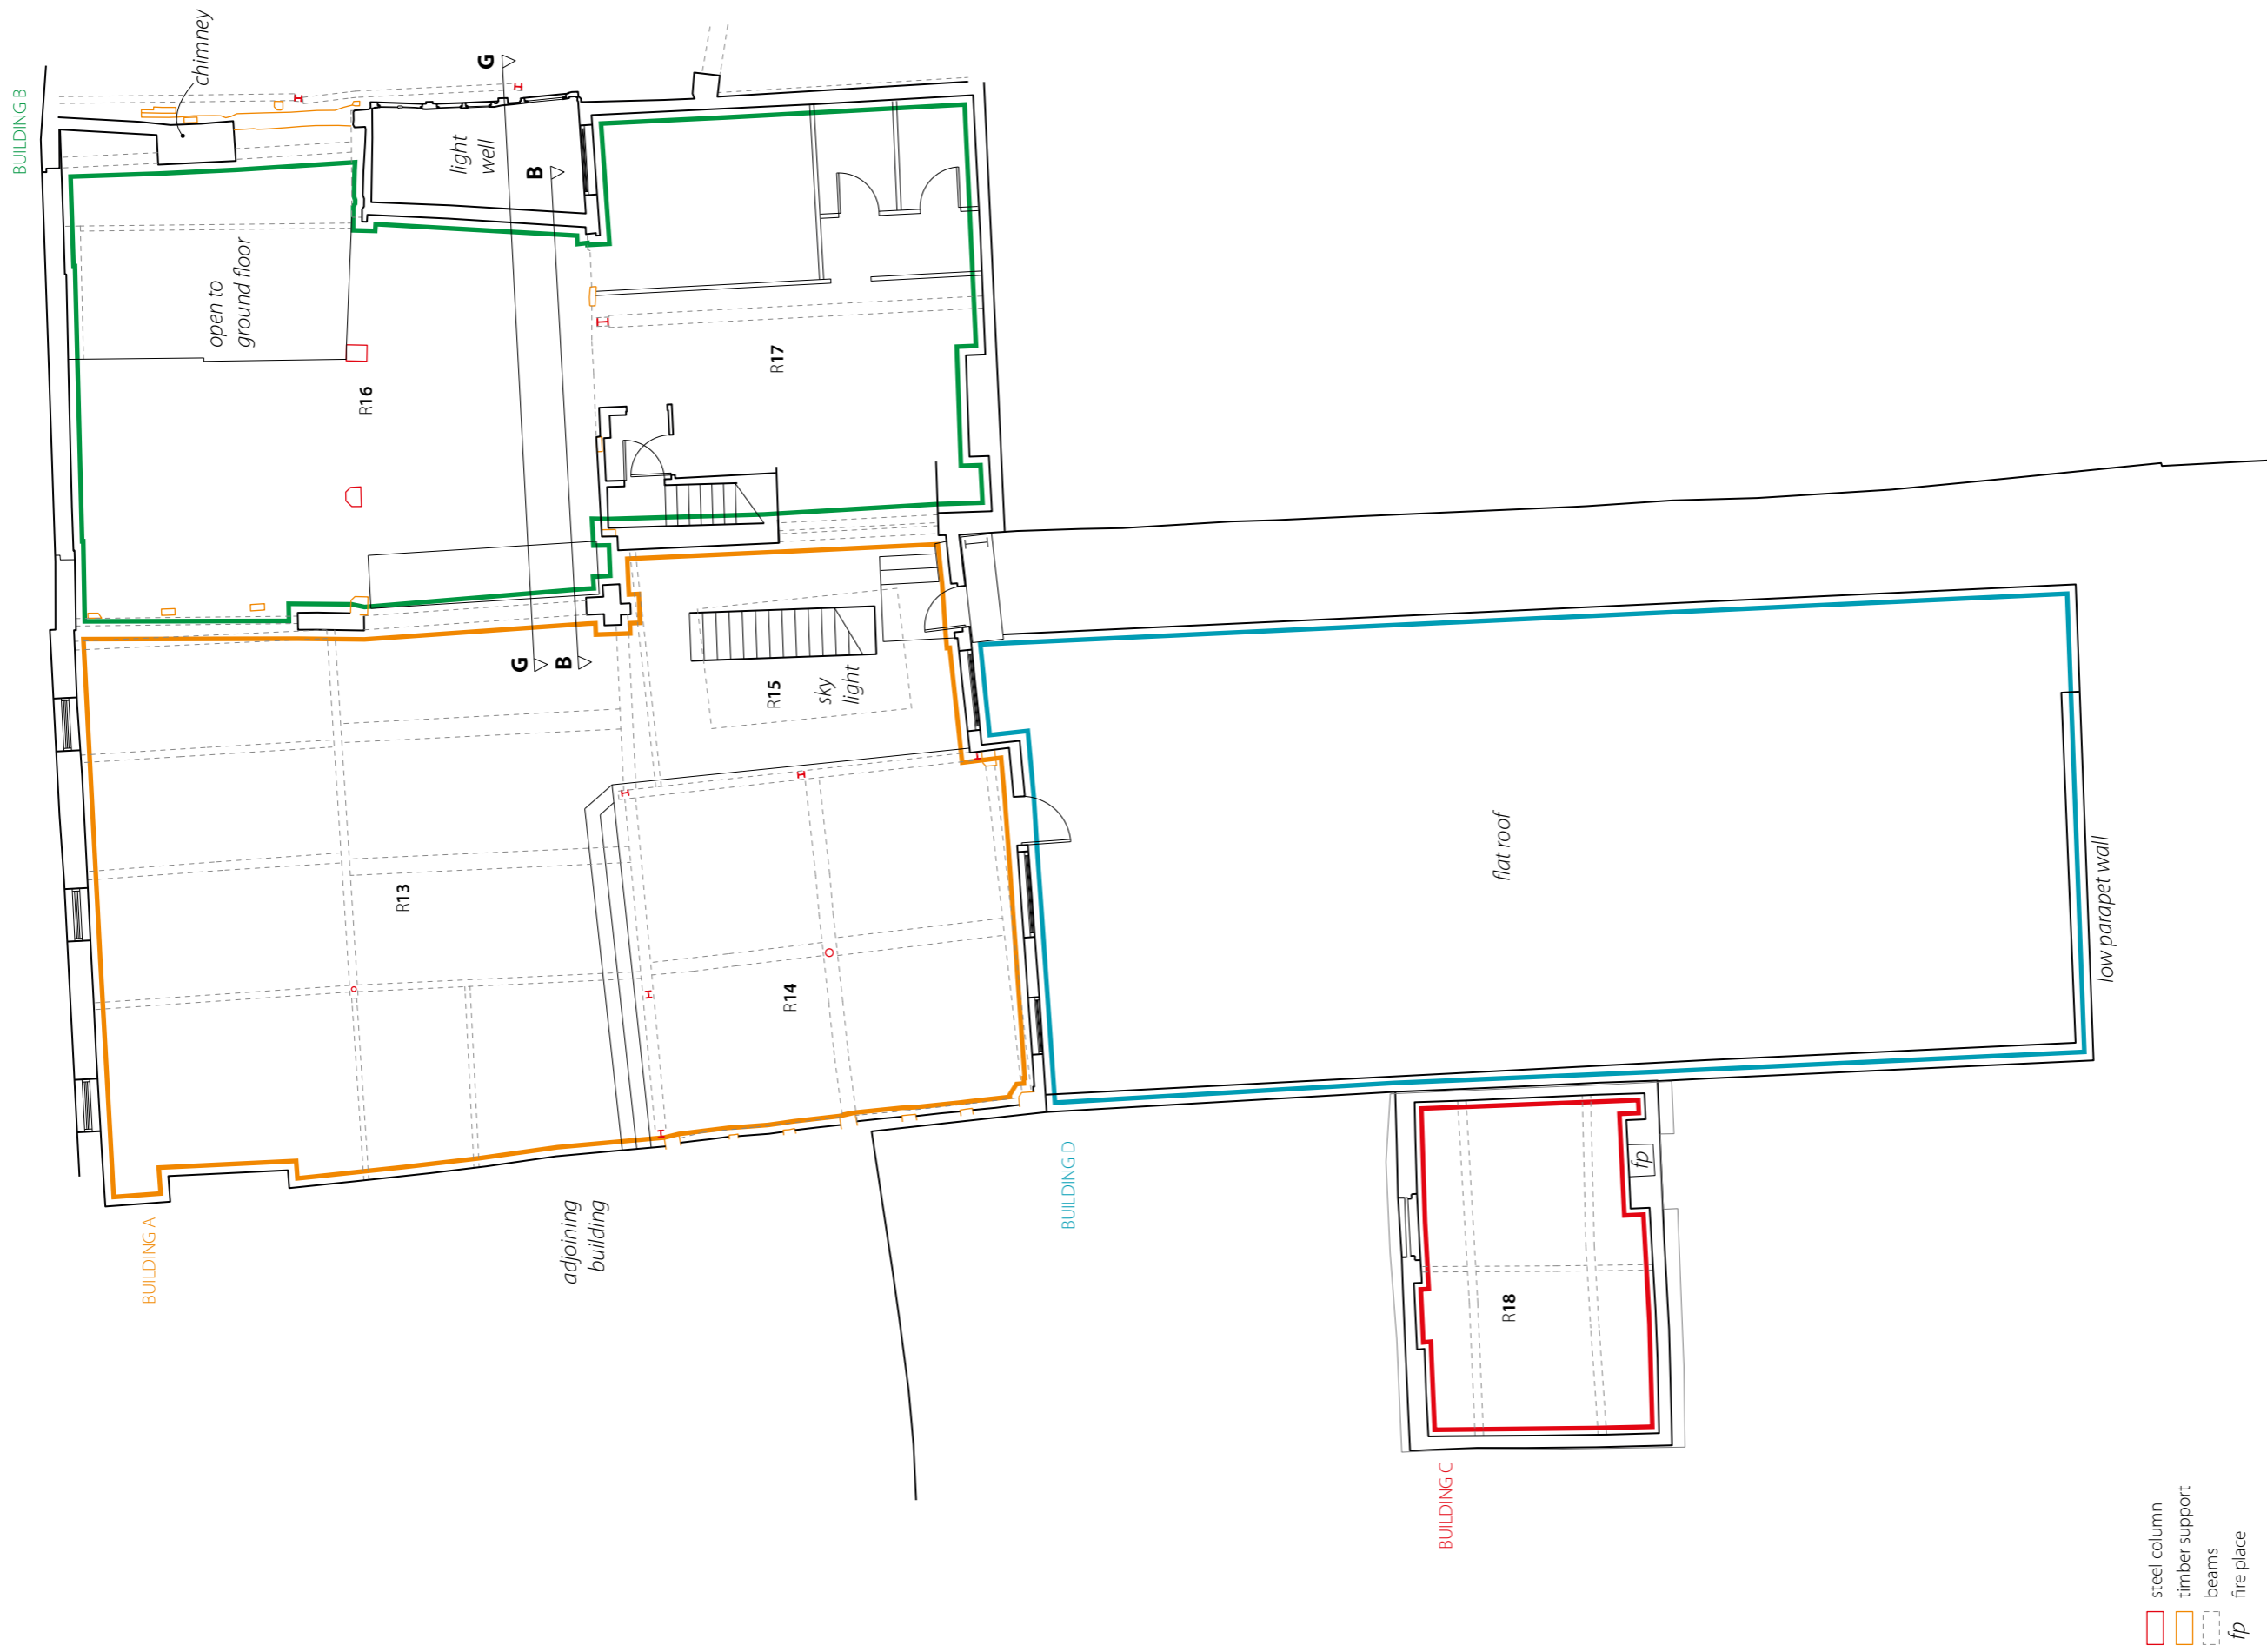 BUILDING B
chimney
G
light
well
B
open to
ground floor
R16
R17
G
B
R15
sky
light
R13
R14
flat roof
low parapet wall
BUILDING A
adjoining
building
BUILDING D
fp
R18
BUILDING C
steel column
timber support
beams
fp fire place